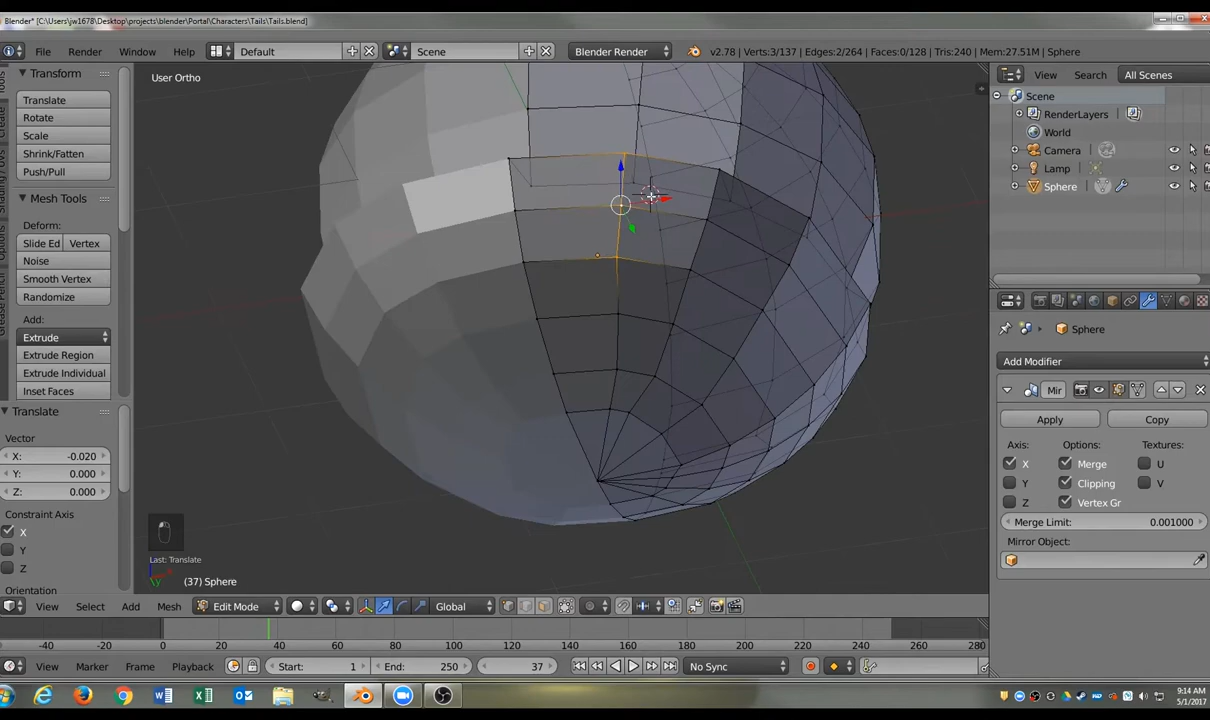 Blender* [C:\Users\jw1678\Desktop\projects\blender\Portal\Characters\Tails\Tails.blend]
File Render Window Help Default Scene Blender Render v2.78 | Verts:3/137 | Edges:2/264 | Faces:0/128 | Tris:240 | Mem:27.51M | Sphere
Transform
Translate
Rotate
Scale
Shrink/Fatten
Push/Pull
Mesh Tools
Deform:
Slide Ed Vertex
Noise
Smooth Vertex
Randomize
Add:
Extrude
Extrude Region
Extrude Individual
Inset Faces
Translate
Vector
X: -0.020
Y: 0.000
Z: 0.000
Constraint Axis
X
Y
Z
Orientation
Tools
Create
Shading / UVs
Options
Grease Pencil
User Ortho
Last: Translate
(37) Sphere
View Search All Scenes
Scene
RenderLayers
World
Camera
Lamp
Sphere
Sphere
Add Modifier
Mir
Apply Copy
Axis: Options: Textures:
X Merge U
Y Clipping V
Z Vertex Gr
Merge Limit: 0.001000
Mirror Object:
View Select Add Mesh Edit Mode Global
-40 -20 0 20 40 60 80 100 120 140 160 180 200 220 240 260 280
View Marker Frame Playback Start: 1 End: 250 37 No Sync
9:14 AM
5/1/2017